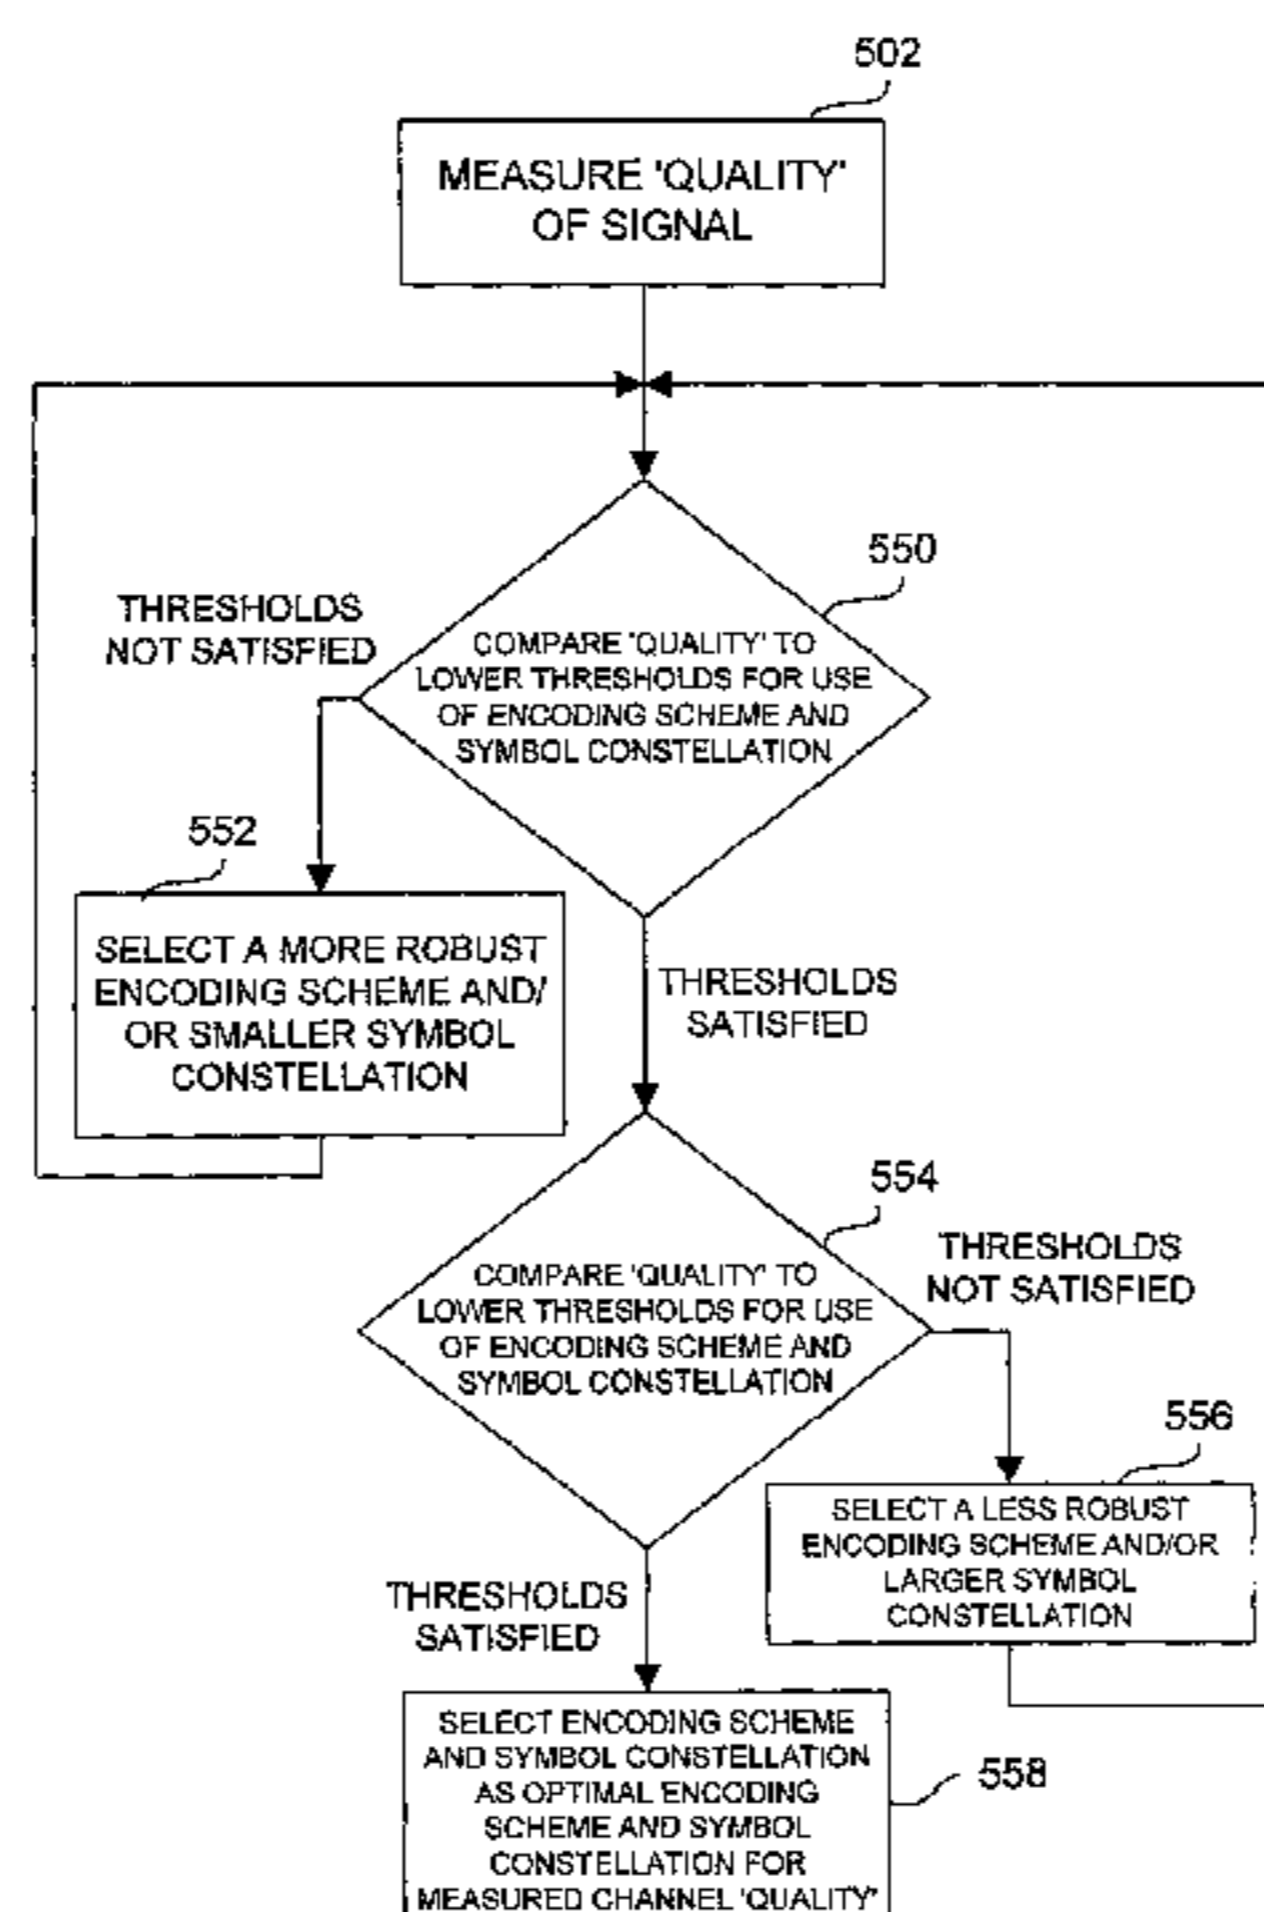 502
MEASURE 'QUALITY'
OF SIGNAL
550
THRESHOLDS
NOT SATISFIED
COMPARE 'QUALITY' TO
LOWER THRESHOLDS FOR USE
OF ENCODING SCHEME AND
SYMBOL CONSTELLATION
552
SELECT A MORE ROBUST
ENCODING SCHEME AND/
OR SMALLER SYMBOL
CONSTELLATION
THRESHOLDS
SATISFIED
554
THRESHOLDS
NOT SATISFIED
COMPARE 'QUALITY' TO
LOWER THRESHOLDS FOR USE
OF ENCODING SCHEME AND
SYMBOL CONSTELLATION
556
SELECT A LESS ROBUST
ENCODING SCHEME AND/OR
LARGER SYMBOL
CONSTELLATION
THRESHOLDS
SATISFIED
SELECT ENCODING SCHEME
AND SYMBOL CONSTELLATION
AS OPTIMAL ENCODING
SCHEME AND SYMBOL
CONSTELLATION FOR
MEASURED CHANNEL 'QUALITY'
558